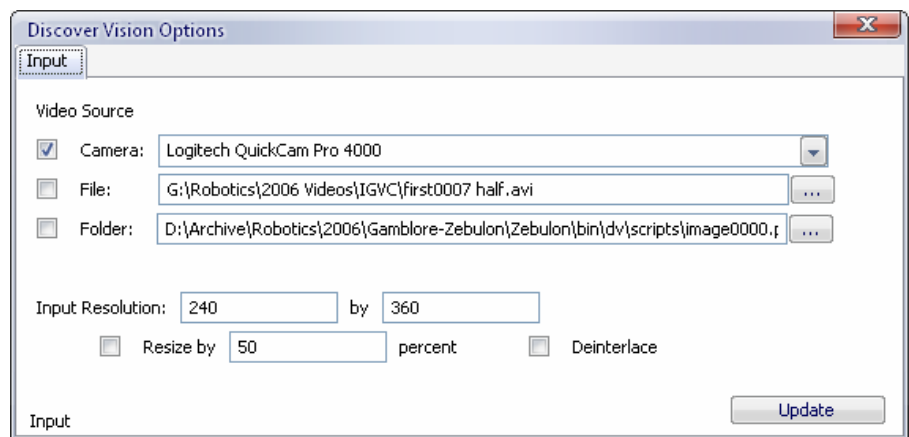 Discover Vision Options
Input
Video Source
Camera: Logitech QuickCam Pro 4000
File: G:\Robotics\2006 Videos\IGVC\first0007 half.avi ...
Folder: D:\Archive\Robotics\2006\Gamblore-Zebulon\Zebulon\bin\dv\scripts\image0000.p ...
Input Resolution: 240 by 360
Resize by 50 percent Deinterlace
Update
Input